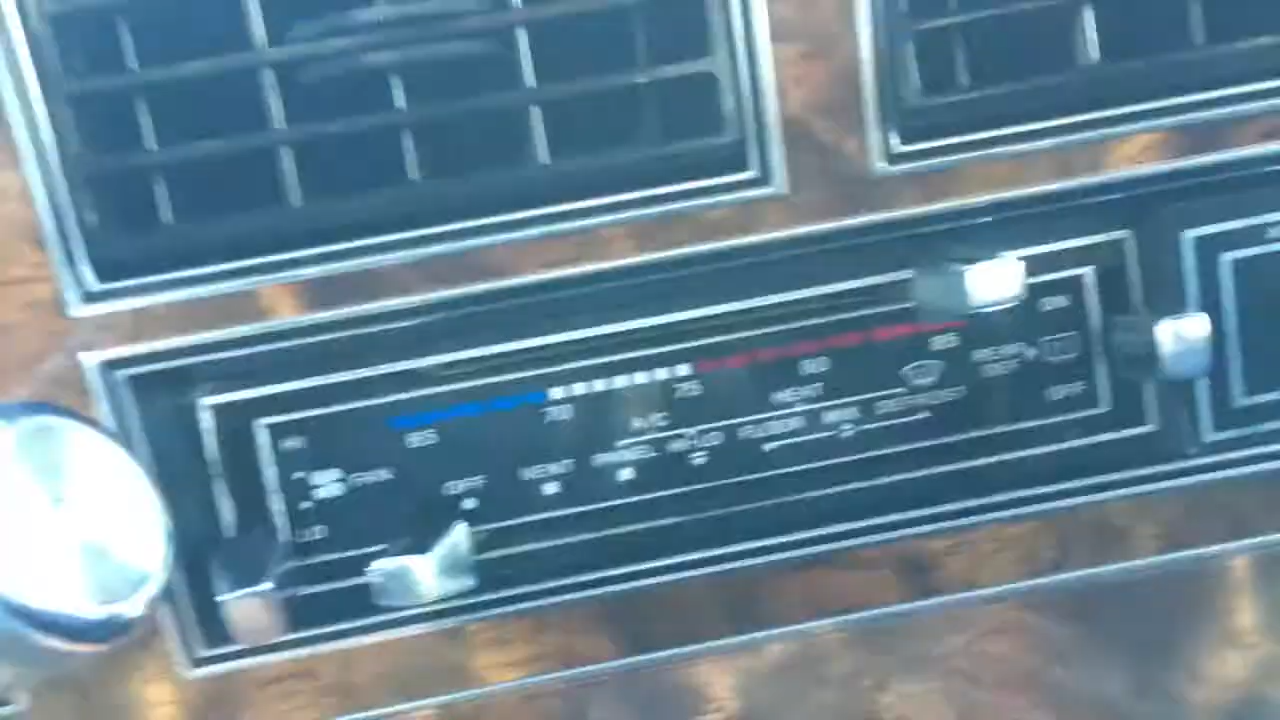 HI
FAN
LO
65 70 75 80 85
OFF VENT PANEL HI-LO FLOOR MIX DEFROST
A/C
HEAT
REAR DEF
ON
OFF